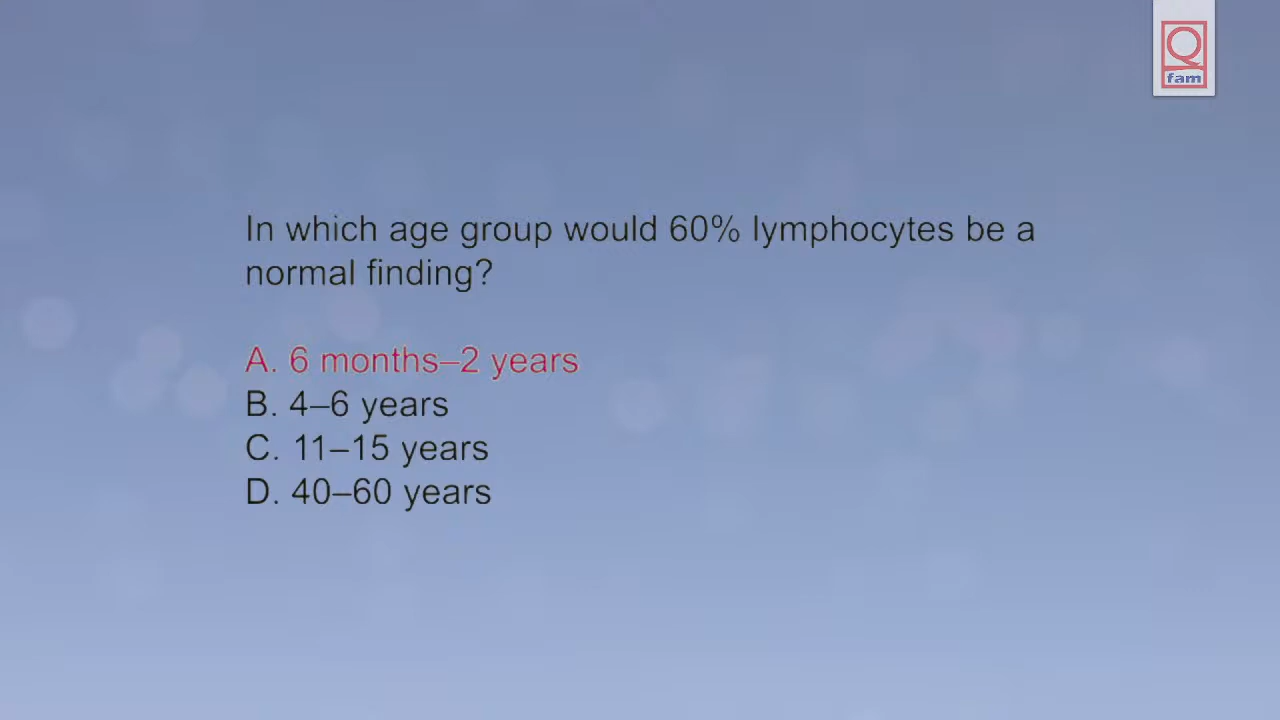 Q
fam
In which age group would 60% lymphocytes be a
normal finding?
A. 6 months–2 years
B. 4–6 years
C. 11–15 years
D. 40–60 years